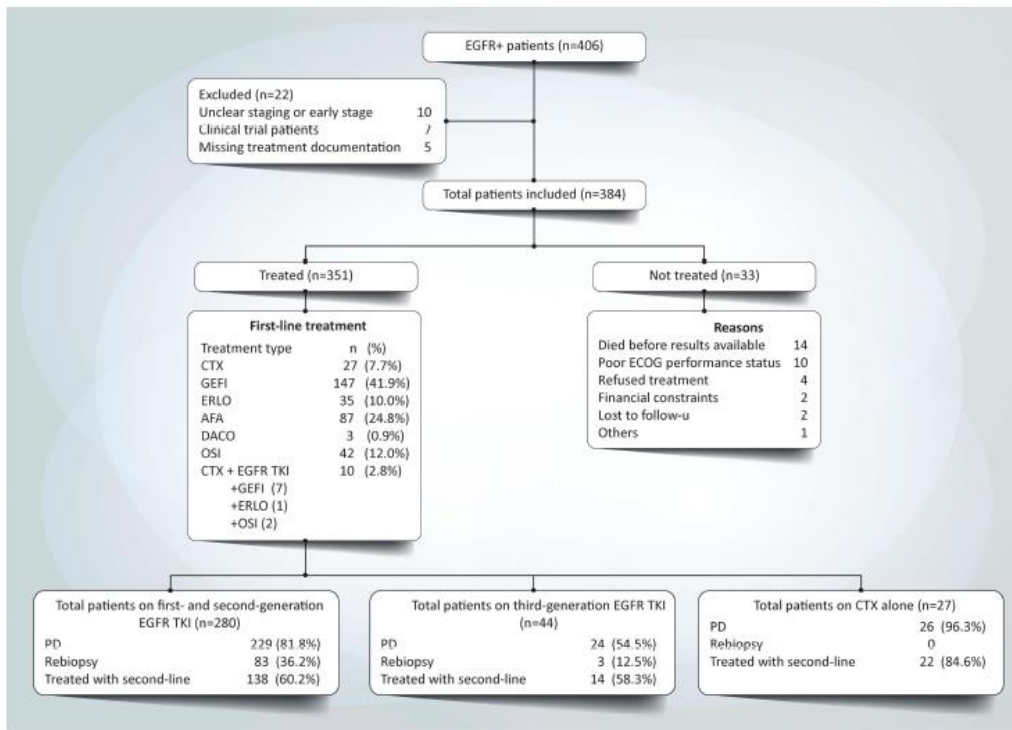 EGFR+ patients (n=406)
Excluded (n=22)
Unclear staging or early stage 10
Clinical trial patients 7
Missing treatment documentation 5
Total patients included (n=384)
Treated (n=351)
Not treated (n=33)
First-line treatment
Treatment type n (%)
CTX 27 (7.7%)
GEFI 147 (41.9%)
ERLO 35 (10.0%)
AFA 87 (24.8%)
DACO 3 (0.9%)
OSI 42 (12.0%)
CTX + EGFR TKI 10 (2.8%)
+GEFI (7)
+ERLO (1)
+OSI (2)
Reasons
Died before results available 14
Poor ECOG performance status 10
Refused treatment 4
Financial constraints 2
Lost to follow-u 2
Others 1
Total patients on first- and second-generation
EGFR TKI (n=280)
PD 229 (81.8%)
Rebiopsy 83 (36.2%)
Treated with second-line 138 (60.2%)
Total patients on third-generation EGFR TKI
(n=44)
PD 24 (54.5%)
Rebiopsy 3 (12.5%)
Treated with second-line 14 (58.3%)
Total patients on CTX alone (n=27)
PD 26 (96.3%)
Rebiopsy 0
Treated with second-line 22 (84.6%)